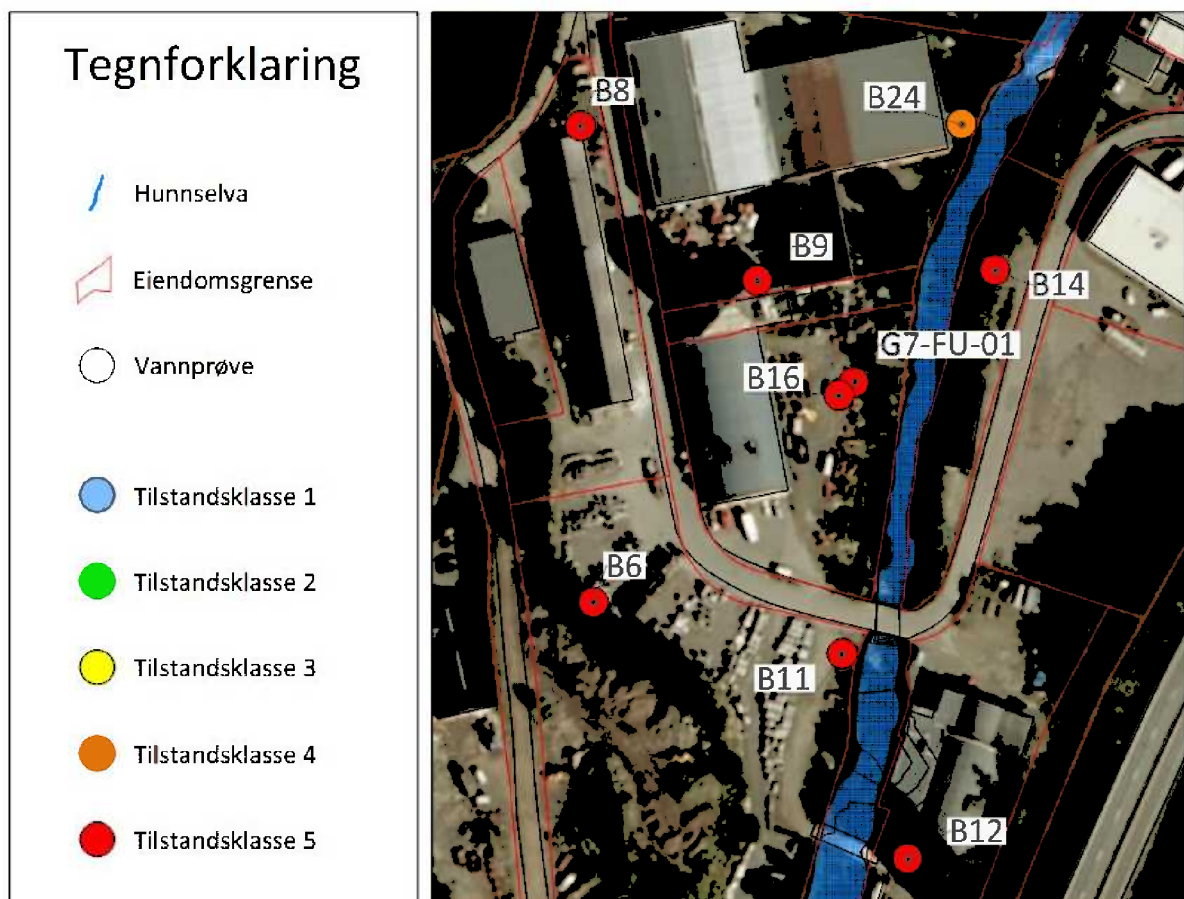 Tegnforklaring
Hunnselva
Eiendomsgrense
Vannprøve
Tilstandsklasse 1
Tilstandsklasse 2
Tilstandsklasse 3
Tilstandsklasse 4
Tilstandsklasse 5
B8
B24
B9
B14
G7-FU-01
B16
B6
B11
B12